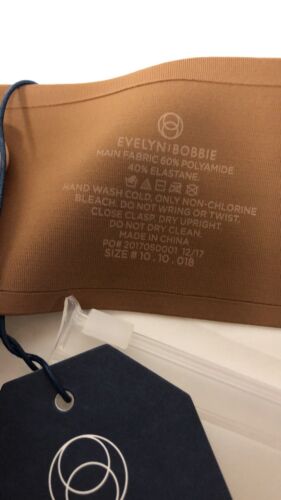 EVELYN BOBBIE
MAIN FABRIC 60% POLYAMIDE
40% ELASTANE.
HAND WASH COLD, ONLY NON-CHLORINE
BLEACH. DO NOT WRING OR TWIST.
CLOSE CLASP. DRY UPRIGHT.
DO NOT DRY CLEAN.
MADE IN CHINA
PO# 2017050001 12/17
SIZE # 10 . 10 . 018